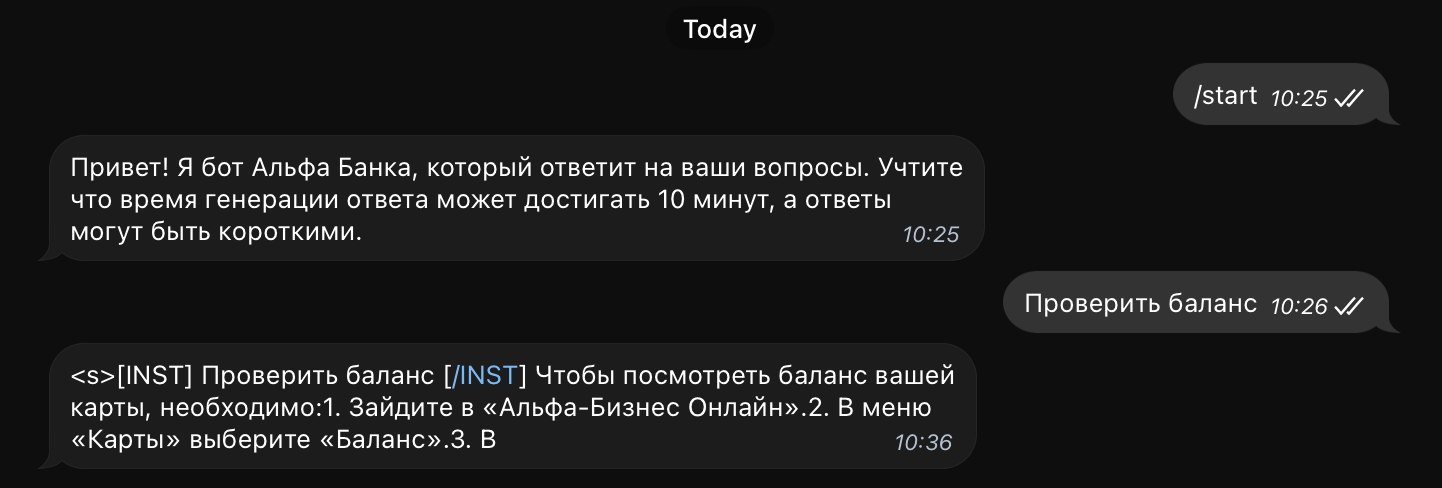 Today
/start 10:25
Привет! Я бот Альфа Банка, который ответит на ваши вопросы. Учтите
что время генерации ответа может достигать 10 минут, а ответы
могут быть короткими. 10:25
Проверить баланс 10:26
<s>[INST] Проверить баланс [/INST] Чтобы посмотреть баланс вашей
карты, необходимо:1. Зайдите в «Альфа-Бизнес Онлайн».2. В меню
«Карты» выберите «Баланс».3. В 10:36